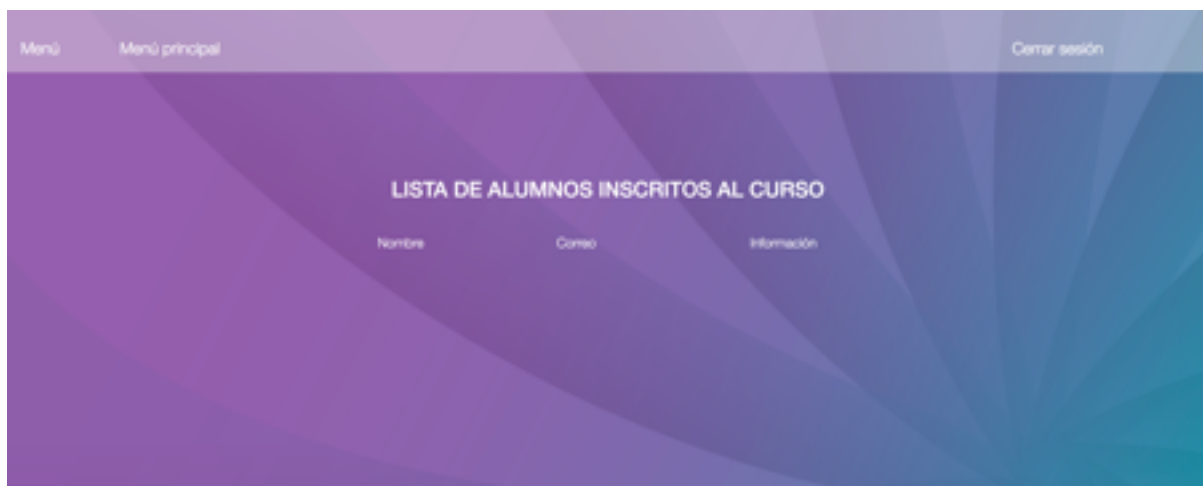 Menú Menú principal Cerrar sesión
LISTA DE ALUMNOS INSCRITOS AL CURSO
Nombre Correo Información